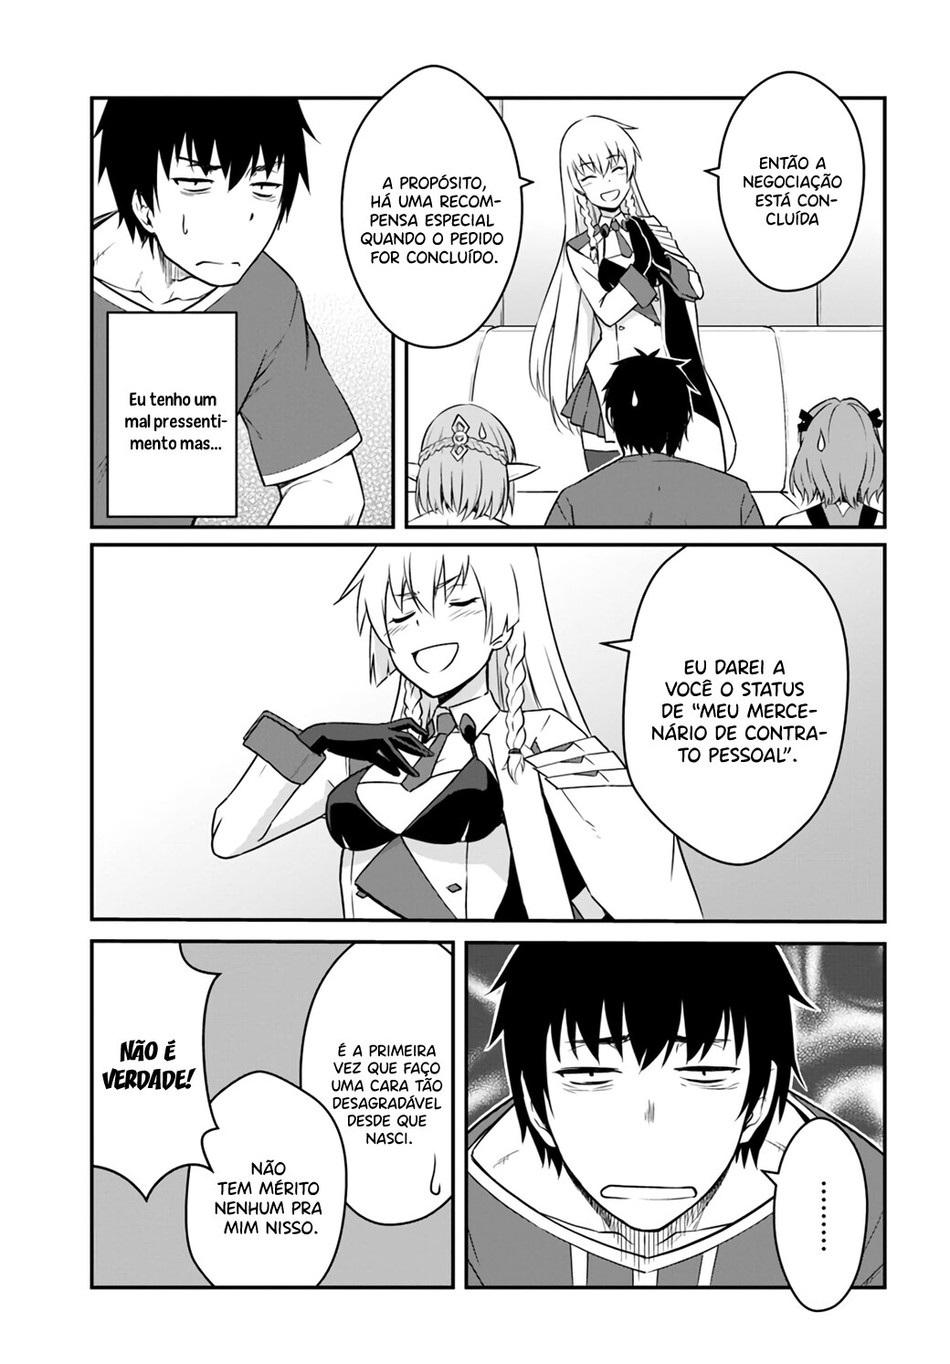 ENTÃO A
NEGOCIAÇÃO
ESTÁ CON-
CLUÍDA
A PROPÓSITO,
HÁ UMA RECOM-
PENSA ESPECIAL
QUANDO O PEDIDO
FOR CONCLUÍDO.
Eu tenho um
mal pressenti-
mento mas...
EU DAREI A
VOCÊ O STATUS
DE “MEU MERCE-
NÁRIO DE CONTRA-
TO PESSOAL”.
.........
É A PRIMEIRA
VEZ QUE FAÇO
UMA CARA TÃO
DESAGRADÁVEL
DESDE QUE
NASCI.
NÃO
TEM MÉRITO
NENHUM PRA
MIM NISSO.
NÃO É
VERDADE!